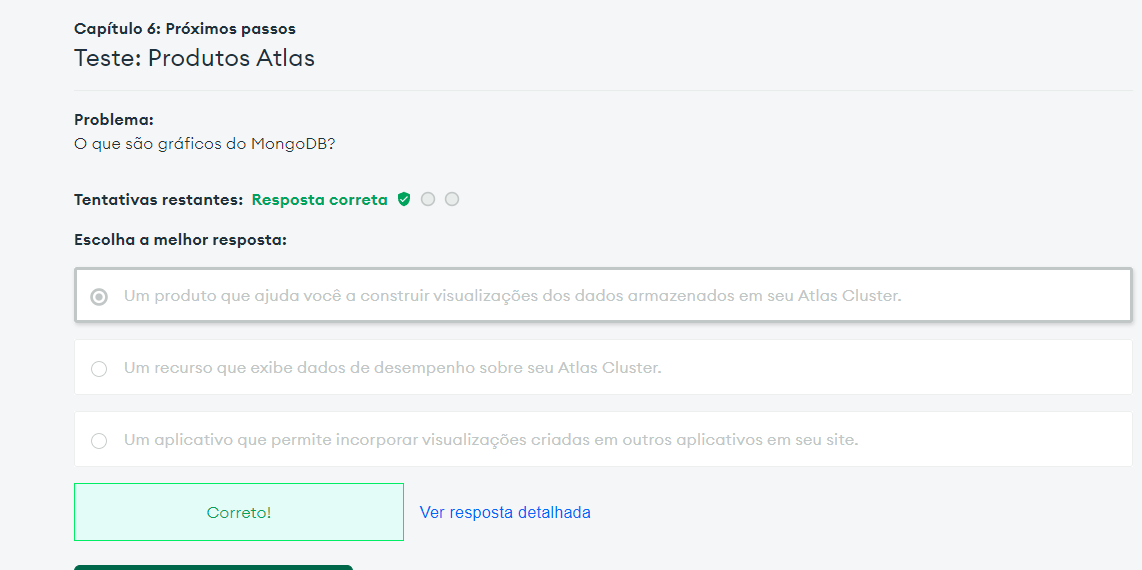 Capítulo 6: Próximos passos
Teste: Produtos Atlas
Problema:
O que são gráficos do MongoDB?
Tentativas restantes: Resposta correta
Escolha a melhor resposta:
Um produto que ajuda você a construir visualizações dos dados armazenados em seu Atlas Cluster.
Um recurso que exibe dados de desempenho sobre seu Atlas Cluster.
Um aplicativo que permite incorporar visualizações criadas em outros aplicativos em seu site.
Correto! Ver resposta detalhada